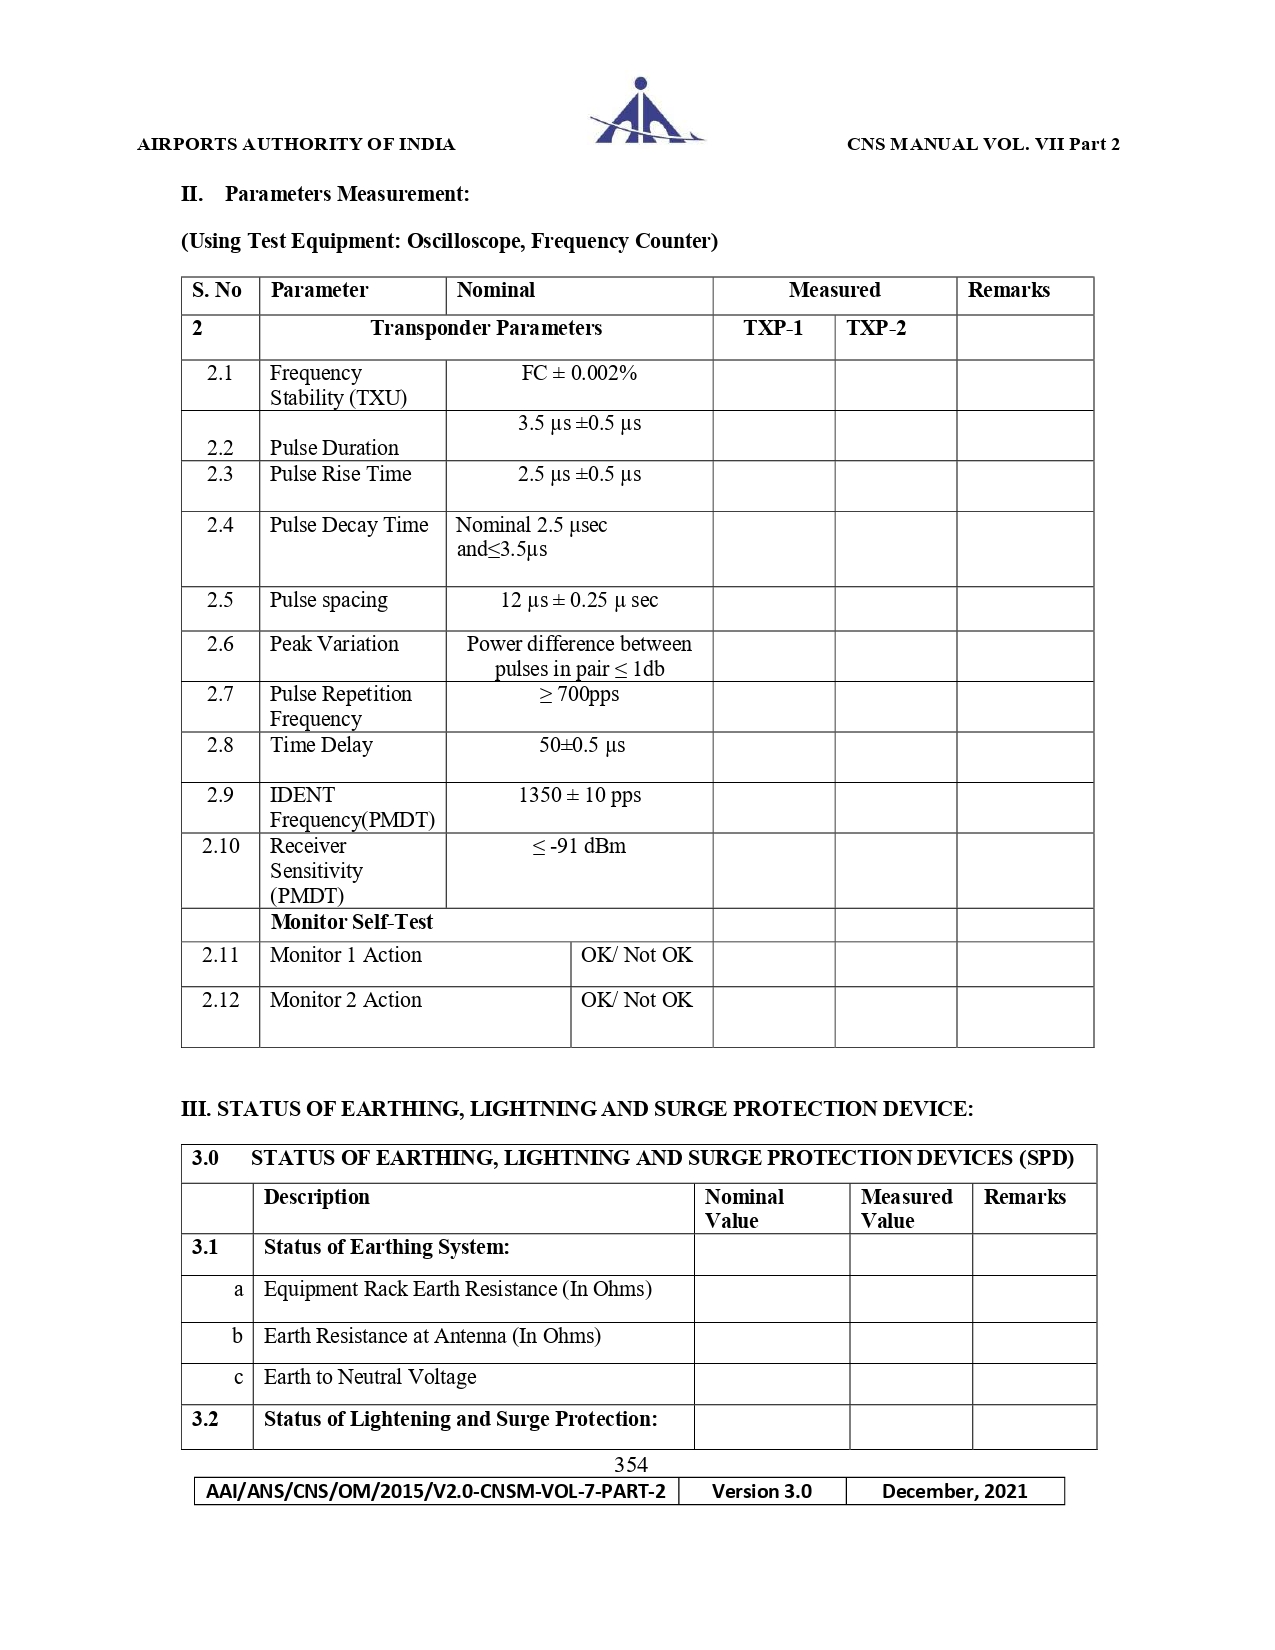 AIRPORTS AUTHORITY OF INDIA CNS MANUAL VOL. VII Part 2
II. Parameters Measurement:
(Using Test Equipment: Oscilloscope, Frequency Counter)
S. No Parameter Nominal Measured Remarks
2 Transponder Parameters TXP-1 TXP-2
2.1 Frequency FC ± 0.002%
Stability (TXU)
3.5 µs ±0.5 µs
2.2 Pulse Duration
2.3 Pulse Rise Time 2.5 µs ±0.5 µs
2.4 Pulse Decay Time Nominal 2.5 µsec
and≤3.5µs
2.5 Pulse spacing 12 µs ± 0.25 µ sec
2.6 Peak Variation Power difference between
pulses in pair ≤ 1db
2.7 Pulse Repetition ≥ 700pps
Frequency
2.8 Time Delay 50±0.5 µs
2.9 IDENT 1350 ± 10 pps
Frequency(PMDT)
2.10 Receiver ≤ -91 dBm
Sensitivity
(PMDT)
Monitor Self-Test
2.11 Monitor 1 Action OK/ Not OK
2.12 Monitor 2 Action OK/ Not OK
III. STATUS OF EARTHING, LIGHTNING AND SURGE PROTECTION DEVICE:
3.0 STATUS OF EARTHING, LIGHTNING AND SURGE PROTECTION DEVICES (SPD)
Description Nominal Measured Remarks
Value Value
3.1 Status of Earthing System:
a Equipment Rack Earth Resistance (In Ohms)
b Earth Resistance at Antenna (In Ohms)
c Earth to Neutral Voltage
3.2 Status of Lightening and Surge Protection:
354
AAI/ANS/CNS/OM/2015/V2.0-CNSM-VOL-7-PART-2 Version 3.0 December, 2021